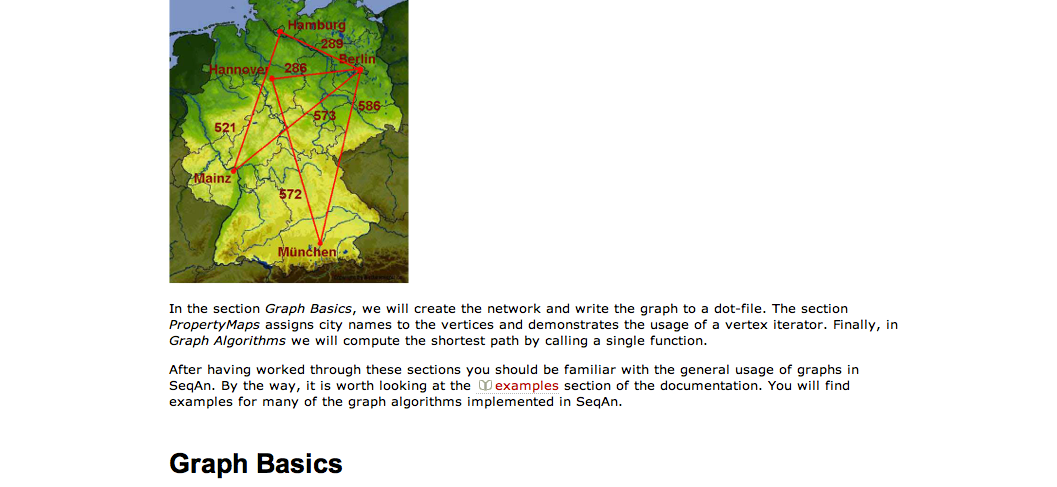 Hamburg
289
Berlin
Hannover
286
586
573
521
Mainz
572
München
In the section Graph Basics, we will create the network and write the graph to a dot-file. The section
PropertyMaps assigns city names to the vertices and demonstrates the usage of a vertex iterator. Finally, in
Graph Algorithms we will compute the shortest path by calling a single function.
After having worked through these sections you should be familiar with the general usage of graphs in
SeqAn. By the way, it is worth looking at the examples section of the documentation. You will find
examples for many of the graph algorithms implemented in SeqAn.
Graph Basics